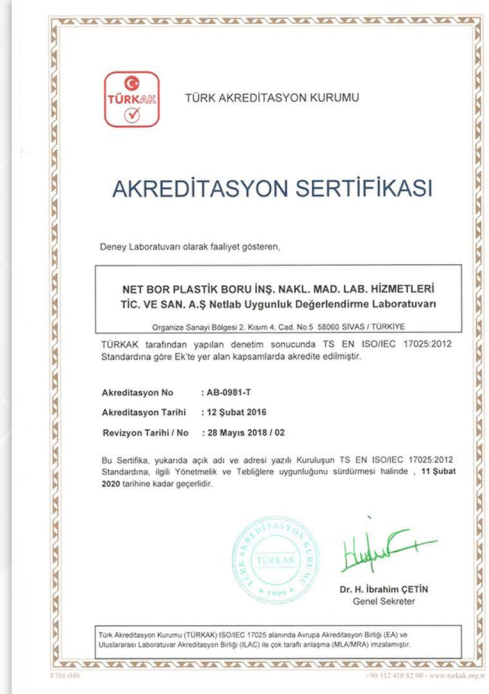 TÜRKAK
TÜRK AKREDİTASYON KURUMU
AKREDİTASYON SERTİFİKASI
Deney Laboratuvarı olarak faaliyet gösteren,
NET BOR PLASTİK BORU İNŞ. NAKL. MAD. LAB. HİZMETLERİ
TİC. VE SAN. A.Ş Netlab Uygunluk Değerlendirme Laboratuvarı
Organize Sanayi Bölgesi 2. Kısım 4. Cad. No:5 58060 SİVAS / TÜRKİYE
TÜRKAK tarafından yapılan denetim sonucunda TS EN ISO/IEC 17025:2012
Standardına göre Ek'te yer alan kapsamlarda akredite edilmiştir.
Akreditasyon No : AB-0981-T
Akreditasyon Tarihi : 12 Şubat 2016
Revizyon Tarihi / No : 28 Mayıs 2018 / 02
Bu Sertifika, yukarıda açık adı ve adresi yazılı Kuruluşun TS EN ISO/IEC 17025:2012
Standardına, ilgili Yönetmelik ve Tebliğlere uygunluğunu sürdürmesi halinde , 11 Şubat
2020 tarihine kadar geçerlidir.
TÜRK AKREDİTASYON KURUMU
TÜRKAK
1999
Dr. H. İbrahim ÇETİN
Genel Sekreter
Türk Akreditasyon Kurumu (TÜRKAK) ISO/IEC 17025 alanında Avrupa Akreditasyon Birliği (EA) ve
Uluslararası Laboratuvar Akreditasyon Birliği (ILAC) ile çok taraflı anlaşma (MLA/MRA) imzalamıştır.
F701-040
+90 312 410 82 00 - www.turkak.org.tr